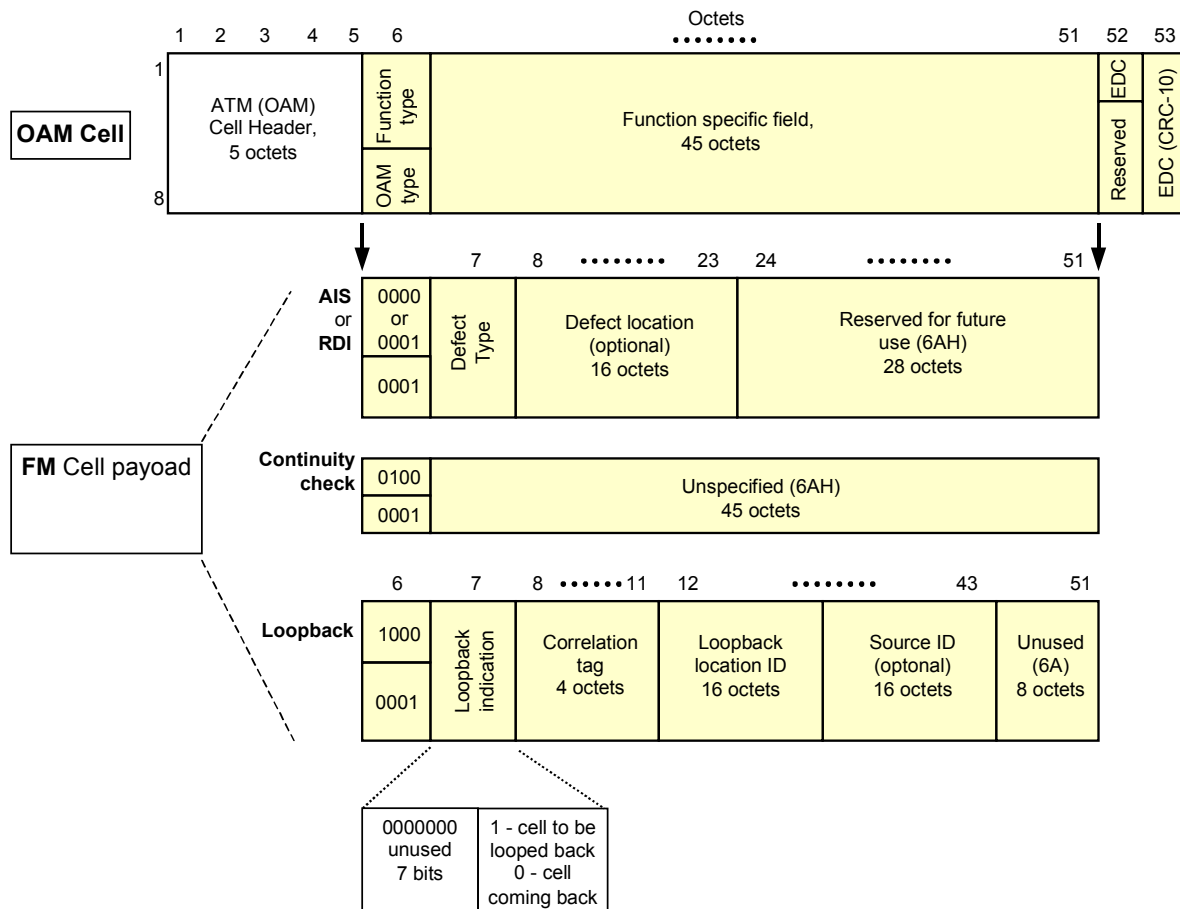 Octets
1 2 3 4 5 6 51 52 53
1
8
OAM Cell
ATM (OAM)
Cell Header,
5 octets
Function
type
OAM
type
Function specific field,
45 octets
EDC
Reserved
EDC (CRC-10)
7 8 23 24 51
AIS
or
RDI
0000
or
0001
0001
Defect
Type
Defect location
(optional)
16 octets
Reserved for future
use (6AH)
28 octets
FM Cell payoad
Continuity
check
0100
0001
Unspecified (6AH)
45 octets
6 7 8 11 12 43 51
Loopback
1000
0001
Loopback
indication
Correlation
tag
4 octets
Loopback
location ID
16 octets
Source ID
(optonal)
16 octets
Unused
(6A)
8 octets
0000000
unused
7 bits
1 - cell to be
looped back
0 - cell
coming back